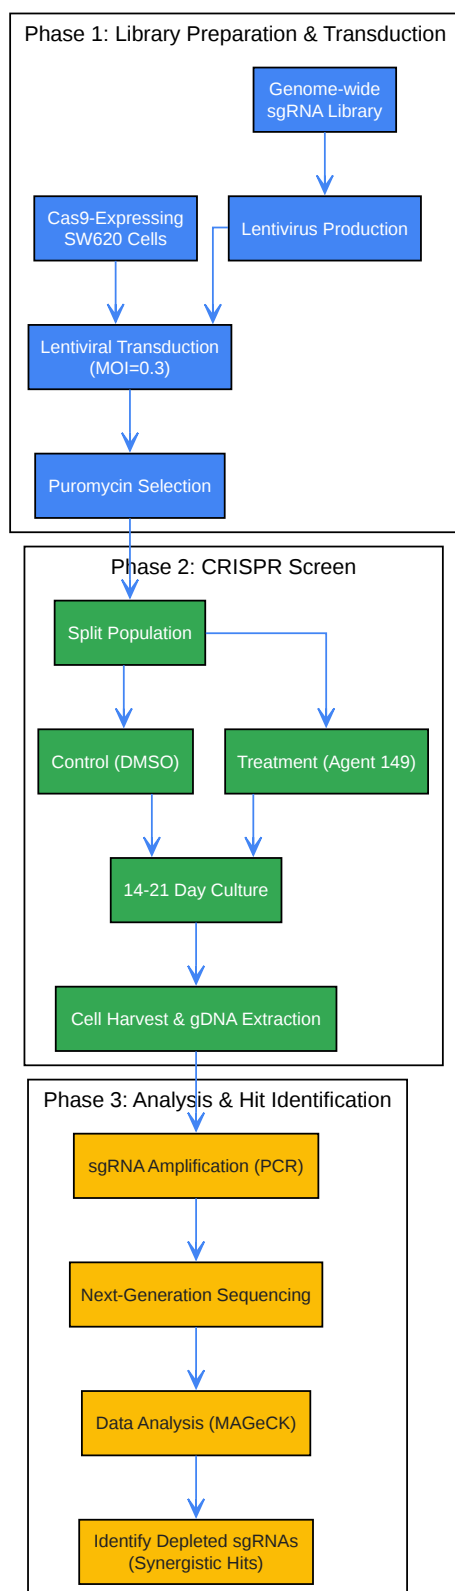 Phase 1: Library Preparation & Transduction
Genome-wide
sgRNA Library
Cas9-Expressing
SW620 Cells
Lentivirus Production
Lentiviral Transduction
(MOI=0.3)
Puromycin Selection
Phase 2: CRISPR Screen
Split Population
Control (DMSO)
Treatment (Agent 149)
14-21 Day Culture
Cell Harvest & gDNA Extraction
Phase 3: Analysis & Hit Identification
sgRNA Amplification (PCR)
Next-Generation Sequencing
Data Analysis (MAGeCK)
Identify Depleted sgRNAs
(Synergistic Hits)